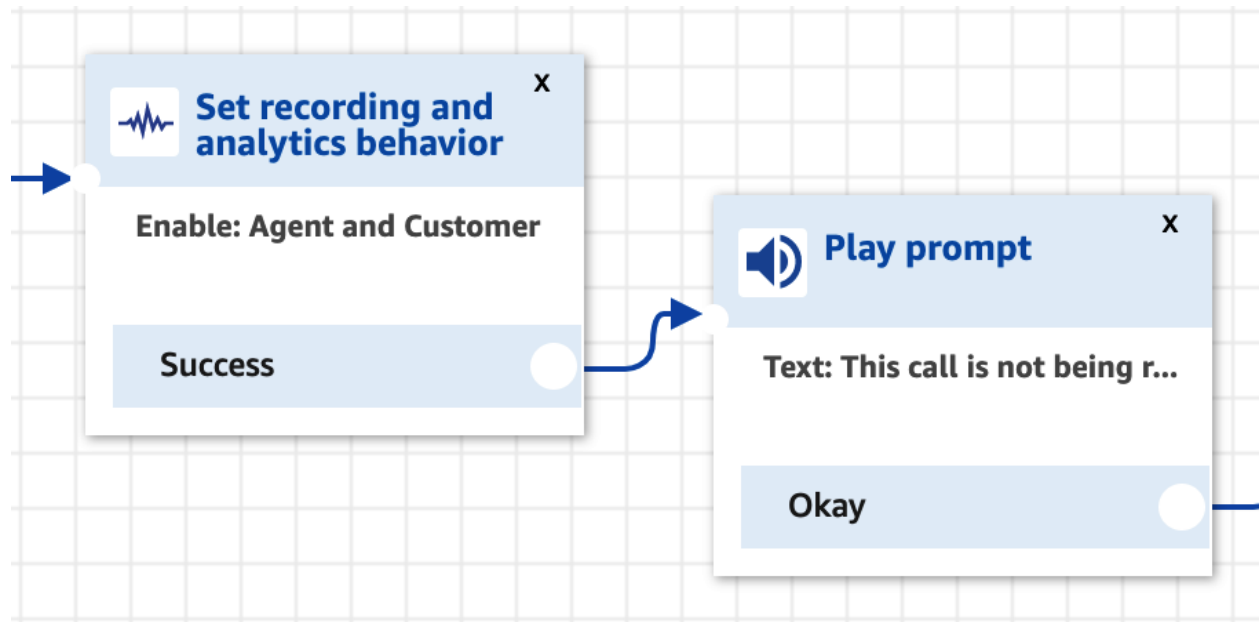 X
Set recording and
analytics behavior
Enable: Agent and Customer
Success
X
Play prompt
Text: This call is not being r...
Okay